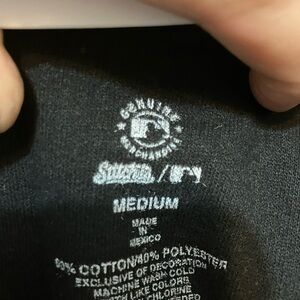 GENUINE
MERCHANDISE
Stitches
MEDIUM
MADE
IN
MEXICO
60% COTTON/40% POLYESTER
EXCLUSIVE OF DECORATION
MACHINE WASH COLD
WITH LIKE COLORS